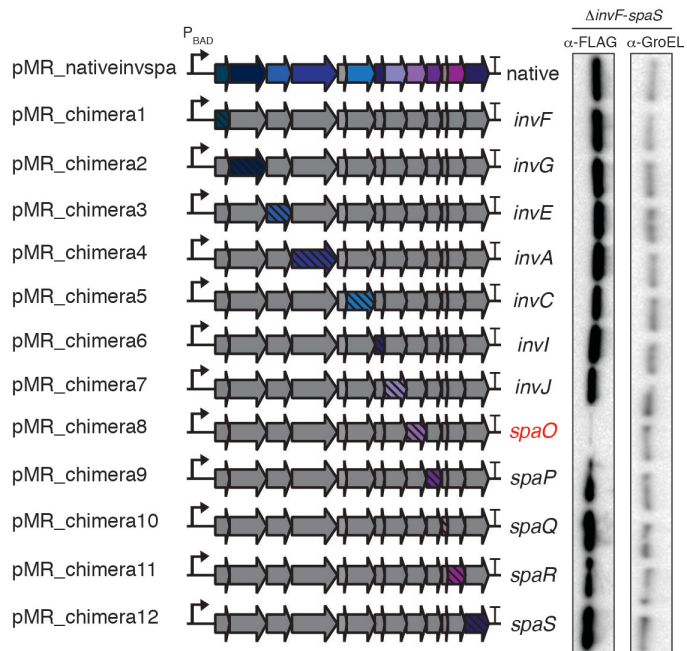 ΔinvF-spaS
α-FLAG α-GroEL
PBAD
pMR_nativeinvspa native
pMR_chimera1 invF
pMR_chimera2 invG
pMR_chimera3 invE
pMR_chimera4 invA
pMR_chimera5 invC
pMR_chimera6 invI
pMR_chimera7 invJ
pMR_chimera8 spaO
pMR_chimera9 spaP
pMR_chimera10 spaQ
pMR_chimera11 spaR
pMR_chimera12 spaS